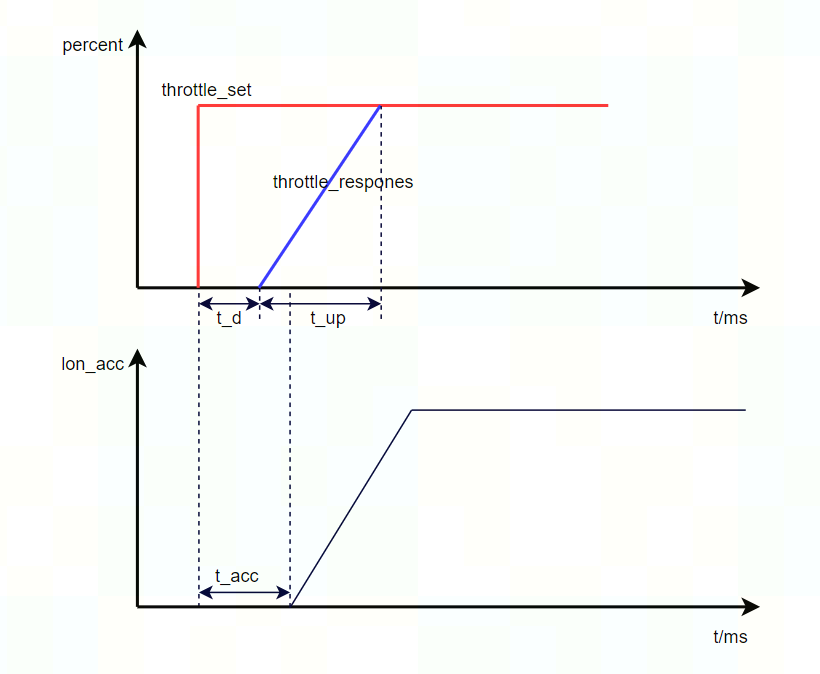 percent
throttle_set
throttle_respones
t_d
t_up
t/ms
lon_acc
t_acc
t/ms